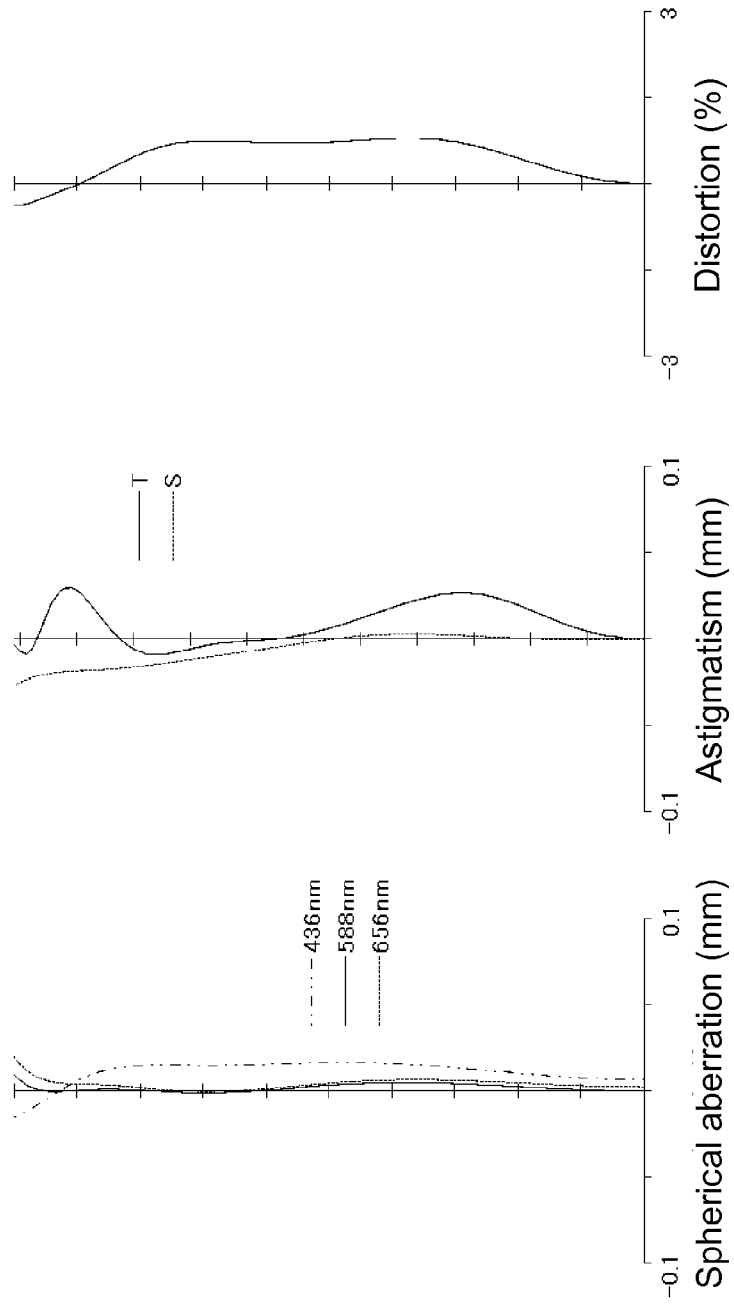 3
-3
Distortion (%)
T
S
0.1
-0.1
Astigmatism (mm)
436nm
588nm
656nm
0.1
-0.1
Spherical aberration (mm)